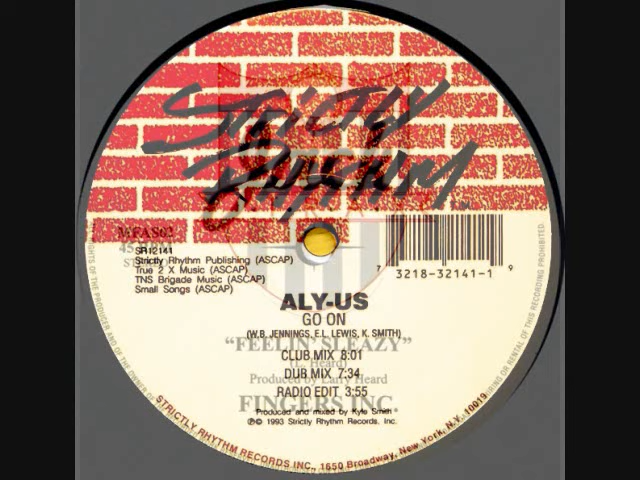 STRICTLY
RHYTHM.
SR12141
Strictly Rhythm Publishing (ASCAP)
True 2 X Music (ASCAP)
TNS Brigade Music (ASCAP)
Small Songs (ASCAP)
7 3218-32141-1 9
ALY-US
GO ON
(W.B. JENNINGS, E.L. LEWIS, K. SMITH)
"FEELIN' SLEAZY"
CLUB MIX 8:01
(L. Heard)
DUB MIX 7:34
Produced by Larry Heard
RADIO EDIT 3:55
FINGERS INC.
Produced and mixed by Kyle Smith
℗© 1993 Strictly Rhythm Records, Inc.
STRICTLY RHYTHM RECORDS INC., 1650 Broadway, New York, N.Y. 10019